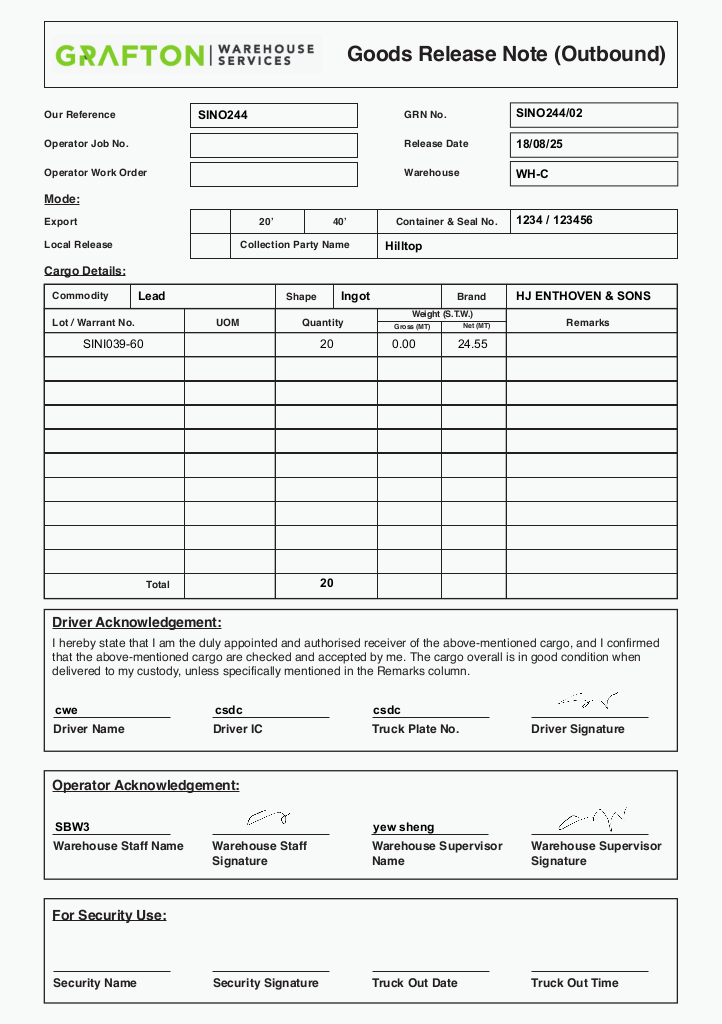 GRAFTON | WAREHOUSE SERVICES
Goods Release Note (Outbound)
Our Reference SINO244 GRN No. SINO244/02
Operator Job No. Release Date 18/08/25
Operator Work Order Warehouse WH-C
Mode:
Export 20' 40' Container & Seal No. 1234 / 123456
Local Release Collection Party Name Hilltop
Cargo Details:
Commodity Lead Shape Ingot Brand HJ ENTHOVEN & SONS
Lot / Warrant No. UOM Quantity Weight (S.T.W.) Remarks
Gross (MT) Net (MT)
SINI039-60 20 0.00 24.55
Total 20
Driver Acknowledgement:
I hereby state that I am the duly appointed and authorised receiver of the above-mentioned cargo, and I confirmed
that the above-mentioned cargo are checked and accepted by me. The cargo overall is in good condition when
delivered to my custody, unless specifically mentioned in the Remarks column.
cwe csdc csdc
Driver Name Driver IC Truck Plate No. Driver Signature
Operator Acknowledgement:
SBW3 yew sheng
Warehouse Staff Name Warehouse Staff Signature Warehouse Supervisor Name Warehouse Supervisor Signature
For Security Use:
Security Name Security Signature Truck Out Date Truck Out Time